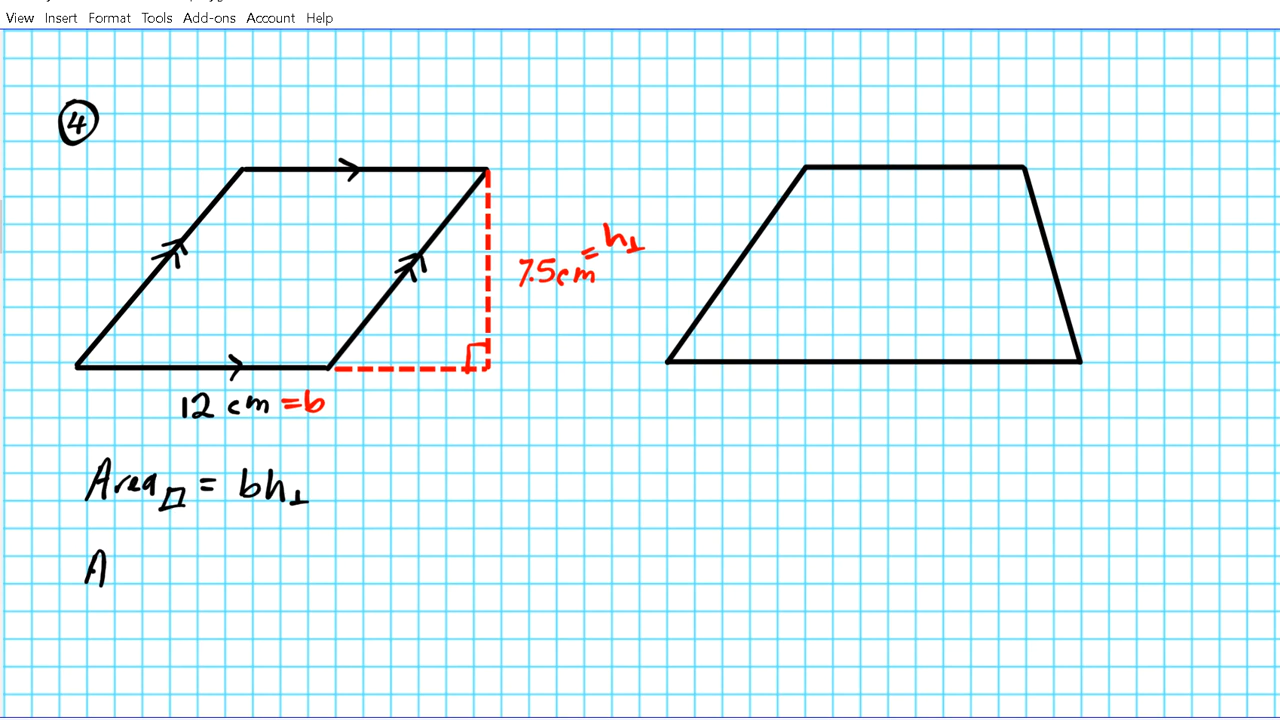 View Insert Format Tools Add-ons Account Help
4
7.5cm = h⊥
12 cm = b
Area▱ = bh⊥
A